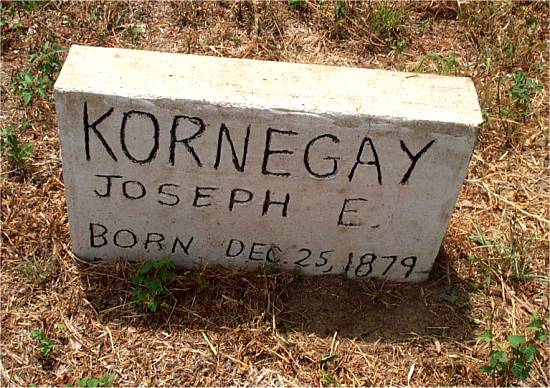 KORNEGAY
JOSEPH E.
BORN DEC. 25, 1879